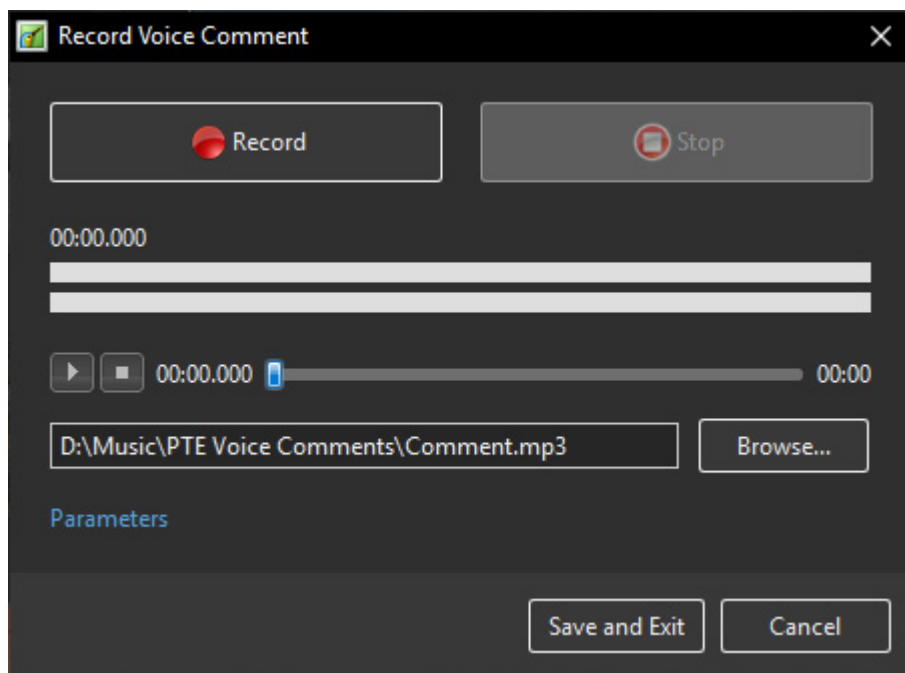 Record Voice Comment
Record
Stop
00:00.000
00:00.000
00:00
D:\Music\PTE Voice Comments\Comment.mp3
Browse...
Parameters
Save and Exit
Cancel